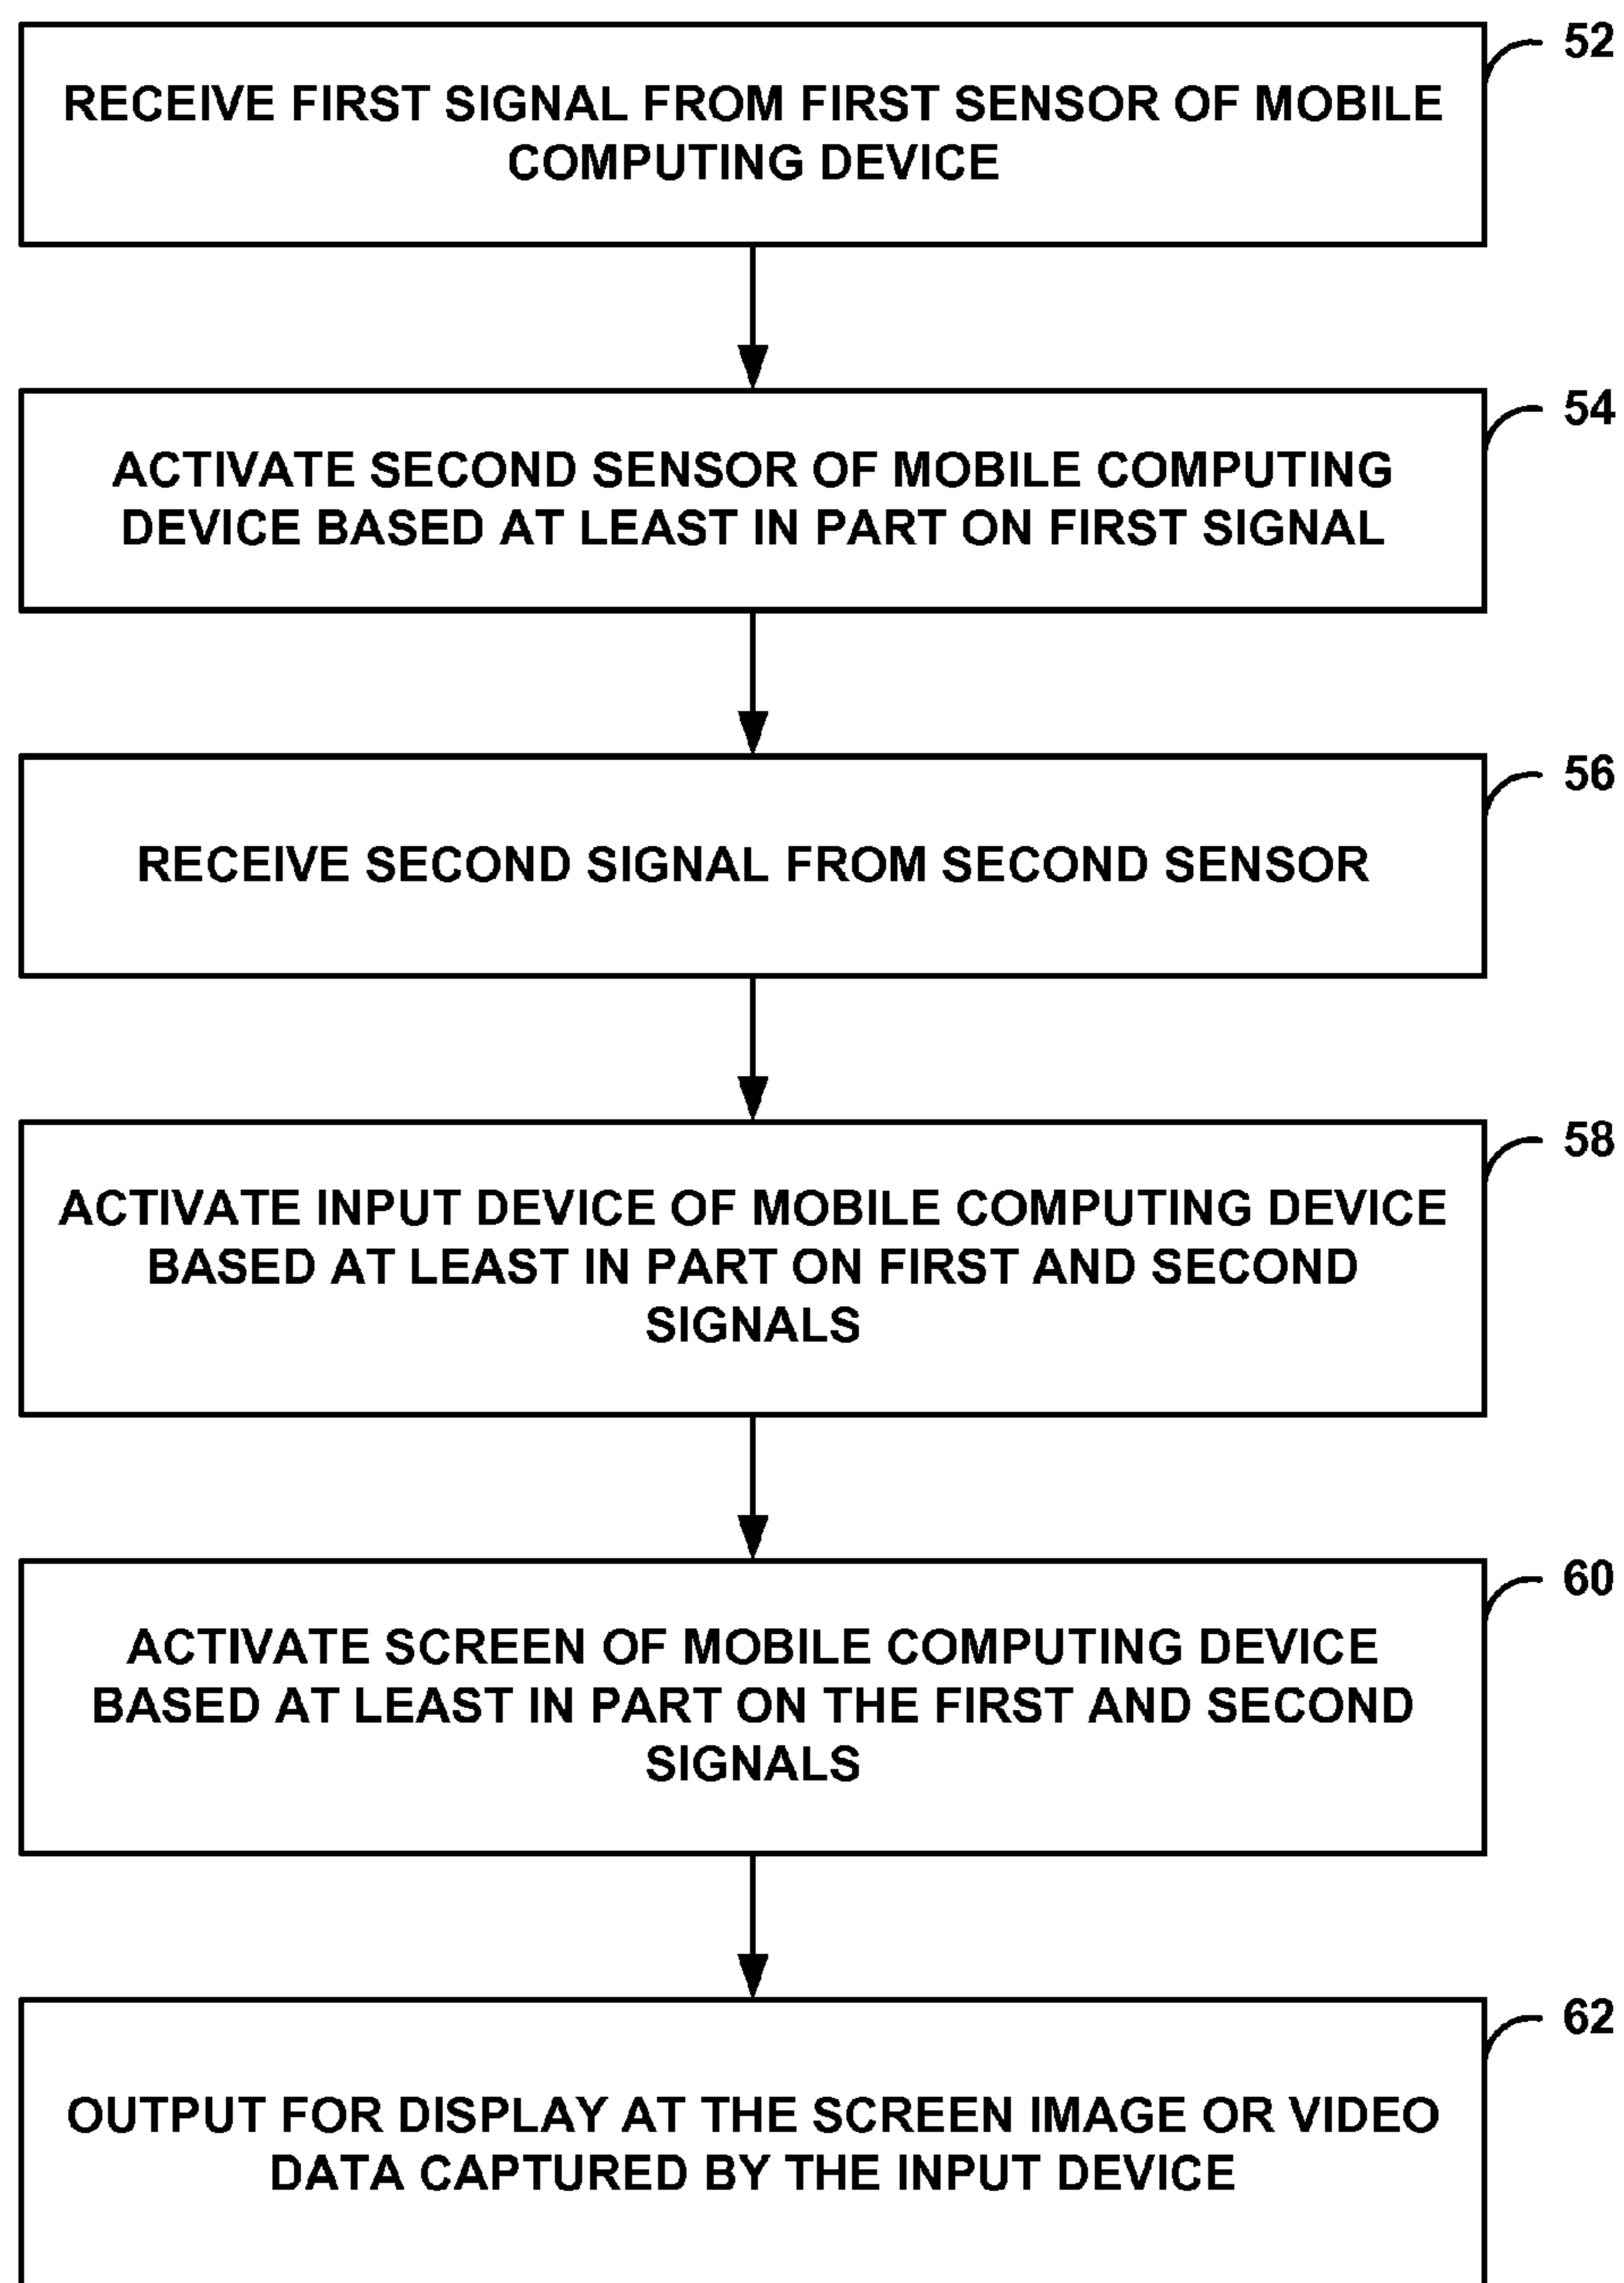 52
RECEIVE FIRST SIGNAL FROM FIRST SENSOR OF MOBILE
COMPUTING DEVICE
54
ACTIVATE SECOND SENSOR OF MOBILE COMPUTING
DEVICE BASED AT LEAST IN PART ON FIRST SIGNAL
56
RECEIVE SECOND SIGNAL FROM SECOND SENSOR
58
ACTIVATE INPUT DEVICE OF MOBILE COMPUTING DEVICE
BASED AT LEAST IN PART ON FIRST AND SECOND
SIGNALS
60
ACTIVATE SCREEN OF MOBILE COMPUTING DEVICE
BASED AT LEAST IN PART ON THE FIRST AND SECOND
SIGNALS
62
OUTPUT FOR DISPLAY AT THE SCREEN IMAGE OR VIDEO
DATA CAPTURED BY THE INPUT DEVICE